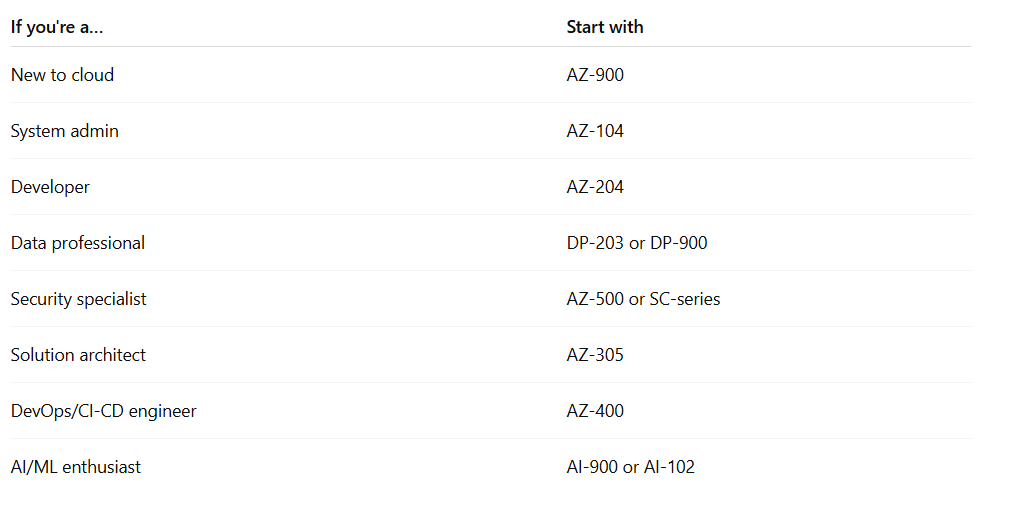 If you're a... Start with
New to cloud AZ-900
System admin AZ-104
Developer AZ-204
Data professional DP-203 or DP-900
Security specialist AZ-500 or SC-series
Solution architect AZ-305
DevOps/CI-CD engineer AZ-400
AI/ML enthusiast AI-900 or AI-102